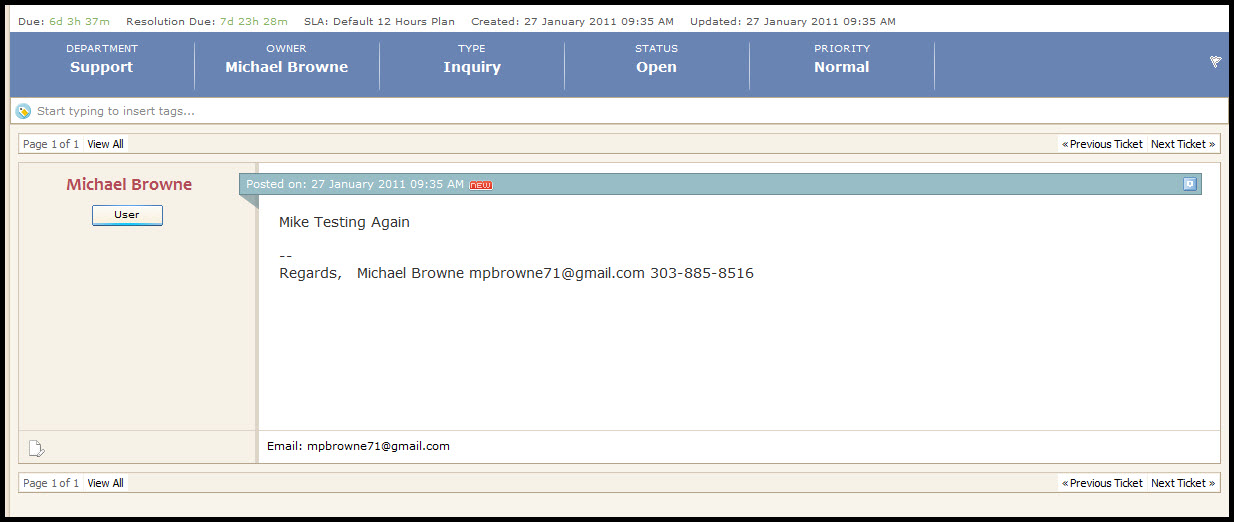 Due: 6d 3h 37m Resolution Due: 7d 23h 28m SLA: Default 12 Hours Plan Created: 27 January 2011 09:35 AM Updated: 27 January 2011 09:35 AM
DEPARTMENT OWNER TYPE STATUS PRIORITY
Support Michael Browne Inquiry Open Normal
Start typing to insert tags...
Page 1 of 1 View All «Previous Ticket Next Ticket »
Michael Browne
User
Posted on: 27 January 2011 09:35 AM NEW
Mike Testing Again
--
Regards, Michael Browne mpbrowne71@gmail.com 303-885-8516
Email: mpbrowne71@gmail.com
Page 1 of 1 View All «Previous Ticket Next Ticket »